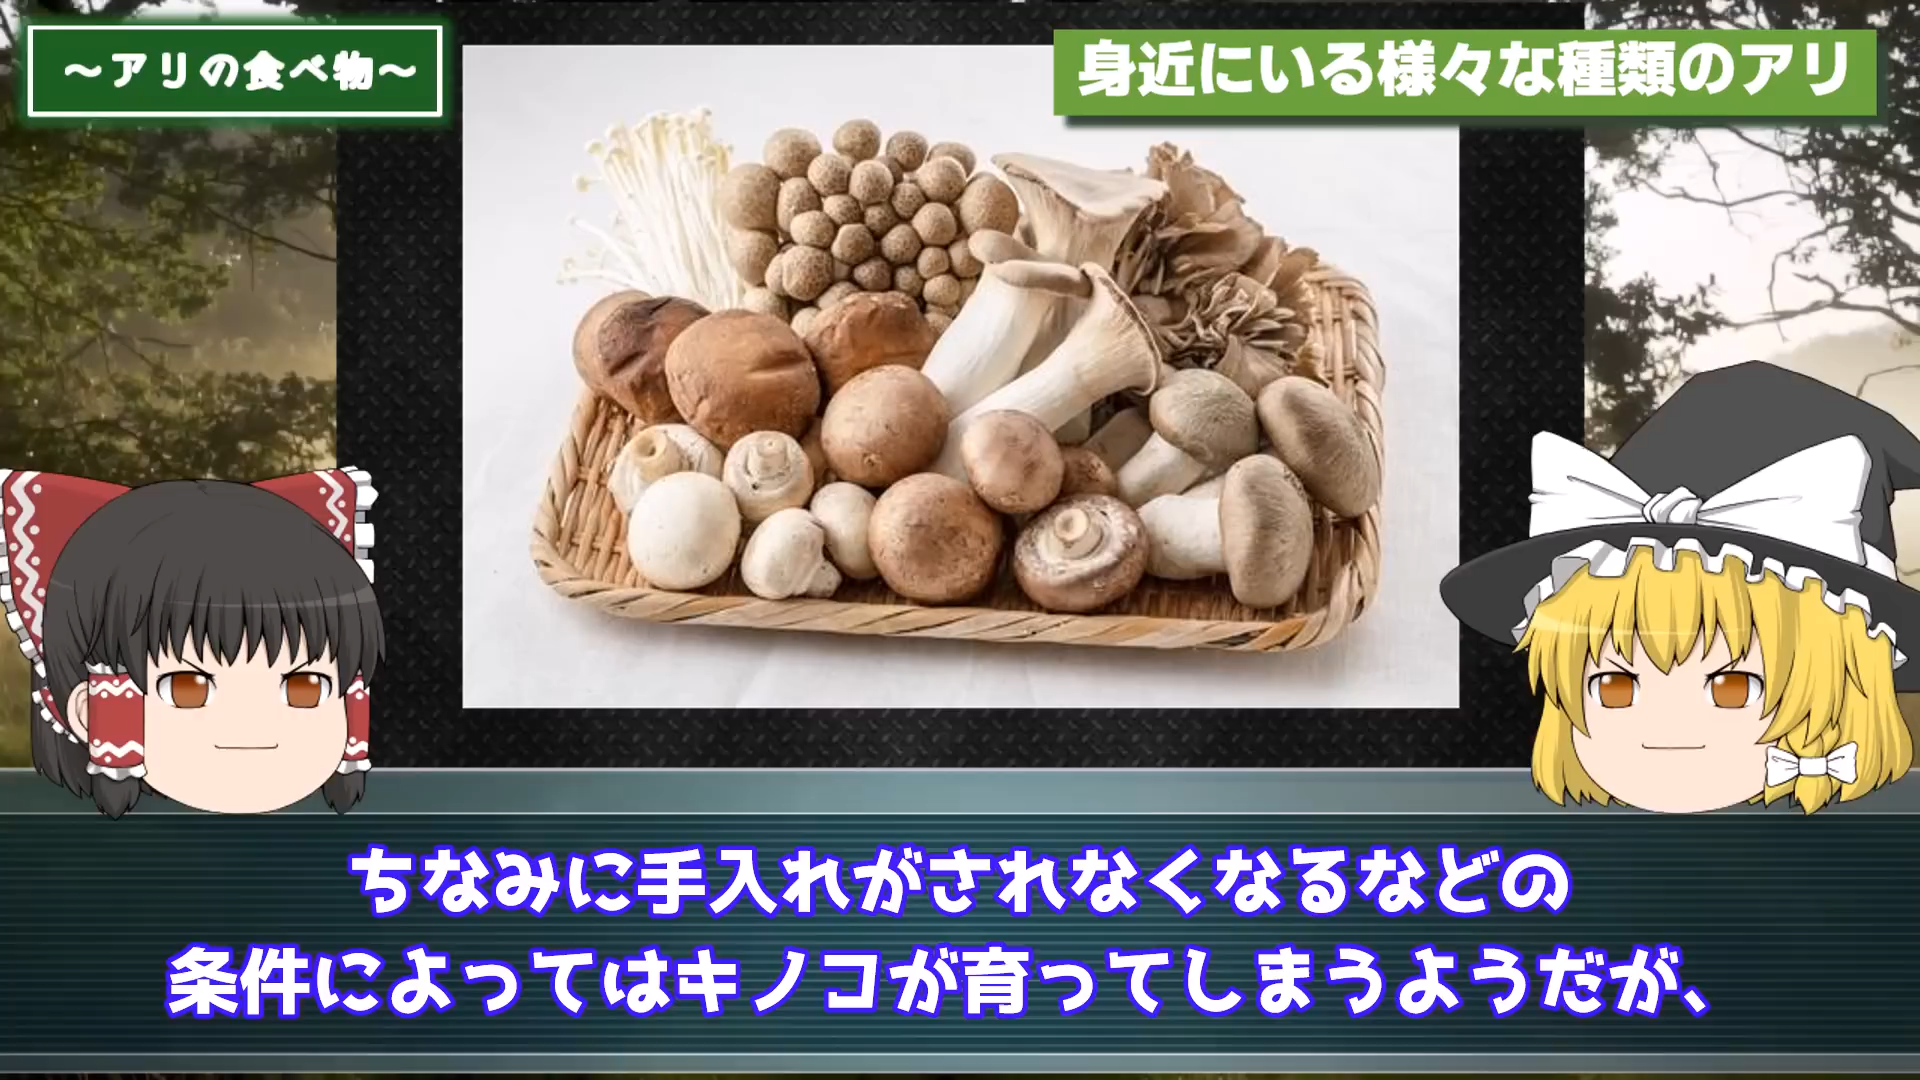 ～アリの食べ物～
身近にいる様々な種類のアリ
ちなみに手入れがされなくなるなどの
条件によってはキノコが育ってしまうようだが、